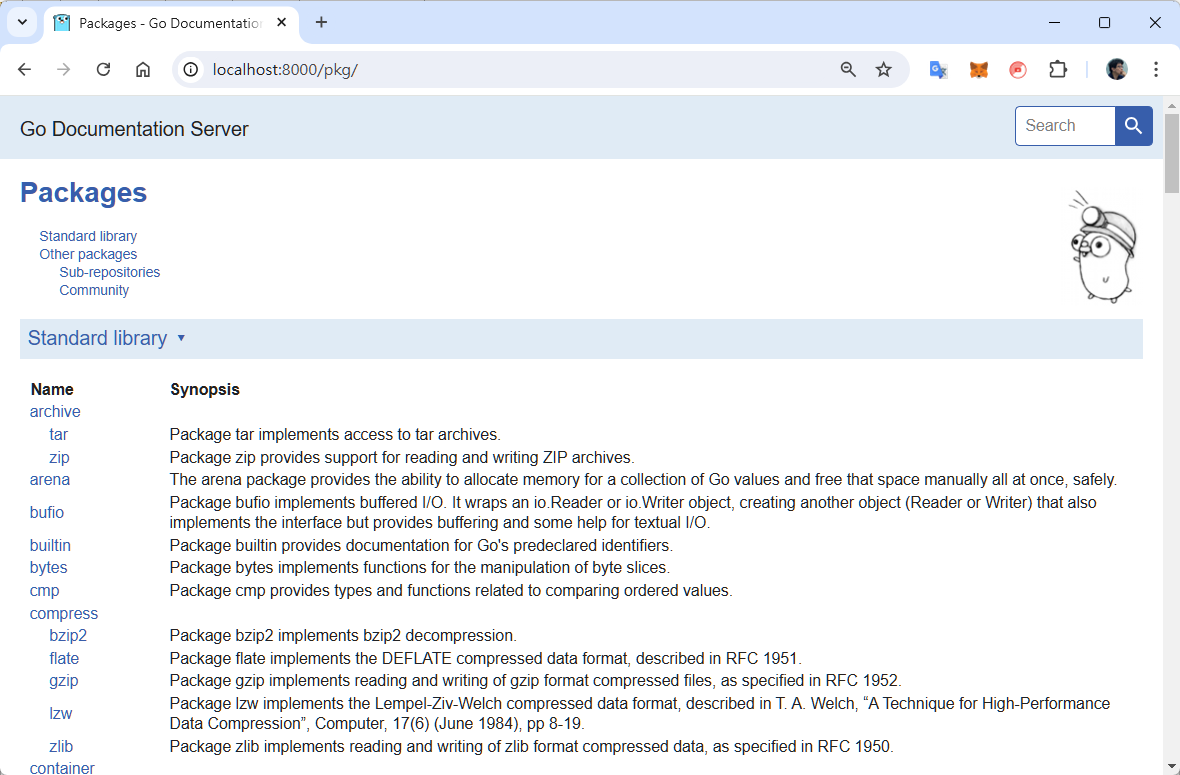 Packages - Go Documentation
localhost:8000/pkg/
Go Documentation Server
Search
Packages
Standard library
Other packages
Sub-repositories
Community
Standard library ▾
Name Synopsis
archive
tar Package tar implements access to tar archives.
zip Package zip provides support for reading and writing ZIP archives.
arena The arena package provides the ability to allocate memory for a collection of Go values and free that space manually all at once, safely.
bufio Package bufio implements buffered I/O. It wraps an io.Reader or io.Writer object, creating another object (Reader or Writer) that also
implements the interface but provides buffering and some help for textual I/O.
builtin Package builtin provides documentation for Go's predeclared identifiers.
bytes Package bytes implements functions for the manipulation of byte slices.
cmp Package cmp provides types and functions related to comparing ordered values.
compress
bzip2 Package bzip2 implements bzip2 decompression.
flate Package flate implements the DEFLATE compressed data format, described in RFC 1951.
gzip Package gzip implements reading and writing of gzip format compressed files, as specified in RFC 1952.
lzw Package lzw implements the Lempel-Ziv-Welch compressed data format, described in T. A. Welch, “A Technique for High-Performance
Data Compression”, Computer, 17(6) (June 1984), pp 8-19.
zlib Package zlib implements reading and writing of zlib format compressed data, as specified in RFC 1950.
container